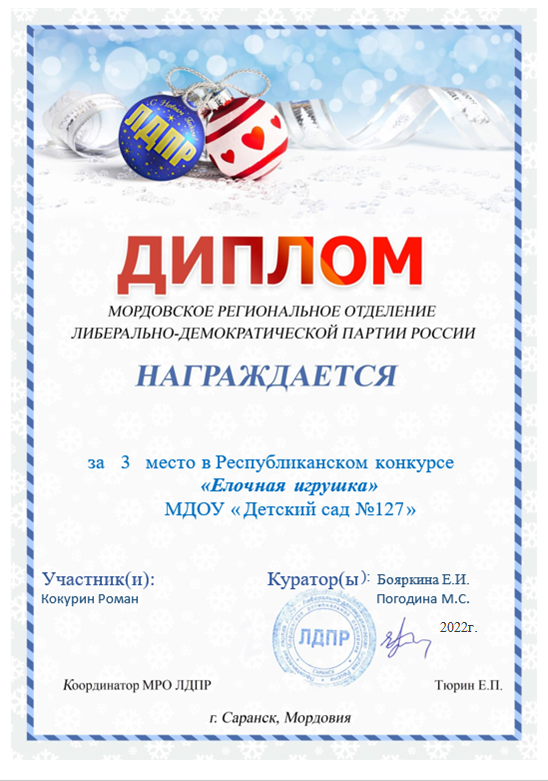 С Новым Годом!
ЛДПР
ДИПЛОМ
МОРДОВСКОЕ РЕГИОНАЛЬНОЕ ОТДЕЛЕНИЕ
ЛИБЕРАЛЬНО-ДЕМОКРАТИЧЕСКОЙ ПАРТИИ РОССИИ
НАГРАЖДАЕТСЯ
за 3 место в Республиканском конкурсе
«Елочная игрушка»
МДОУ « Детский сад №127»
Участник(и): Куратор(ы): Бояркина Е.И.
Кокурин Роман Погодина М.С.
ЛДПР
2022г.
Координатор МРО ЛДПР Тюрин Е.П.
г. Саранск, Мордовия